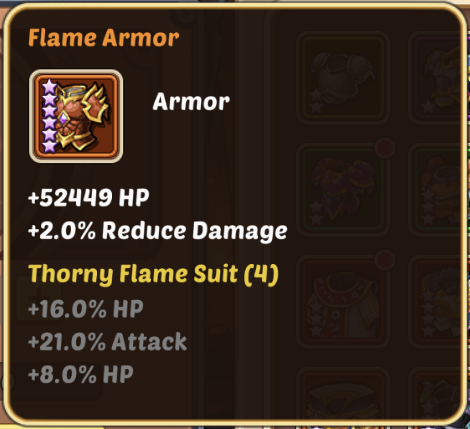 Flame Armor
Armor
+52449 HP
+2.0% Reduce Damage
Thorny Flame Suit (4)
+16.0% HP
+21.0% Attack
+8.0% HP